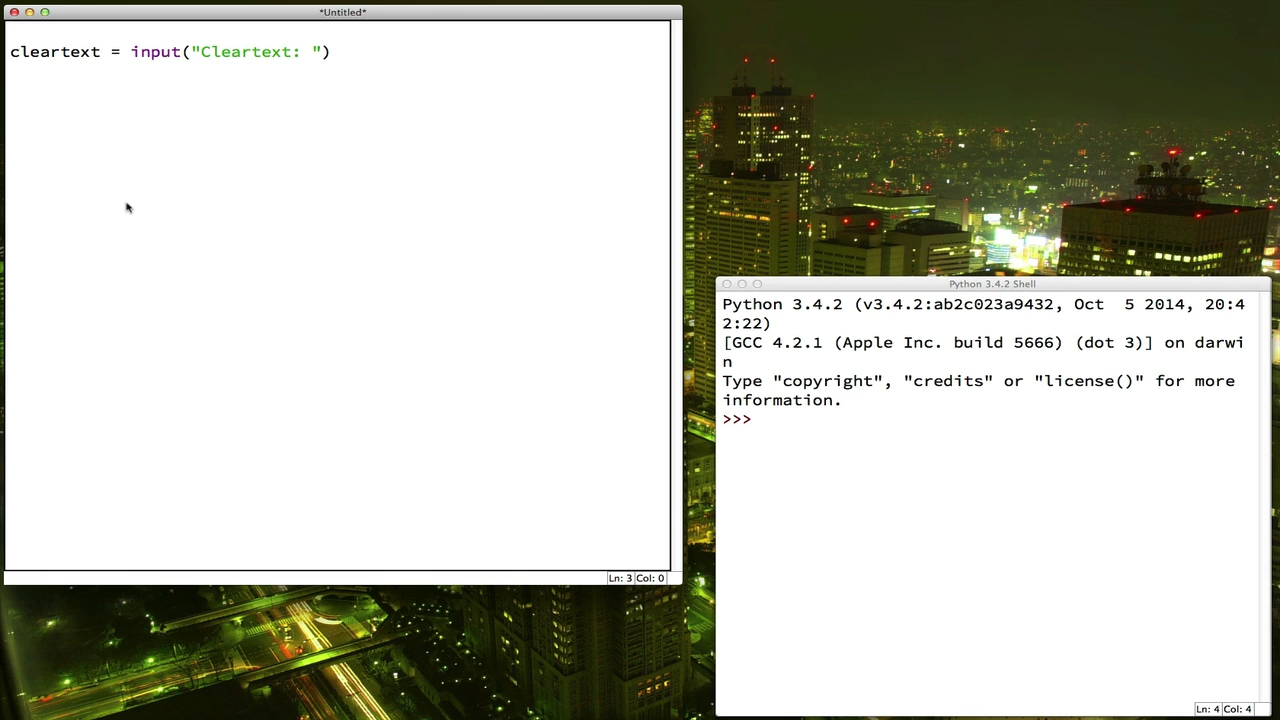 *Untitled*
cleartext = input("Cleartext: ")
Ln: 3 Col: 0
Python 3.4.2 Shell
Python 3.4.2 (v3.4.2:ab2c023a9432, Oct  5 2014, 20:4
2:22)
[GCC 4.2.1 (Apple Inc. build 5666) (dot 3)] on darwi
n
Type "copyright", "credits" or "license()" for more
information.
>>>
Ln: 4 Col: 4